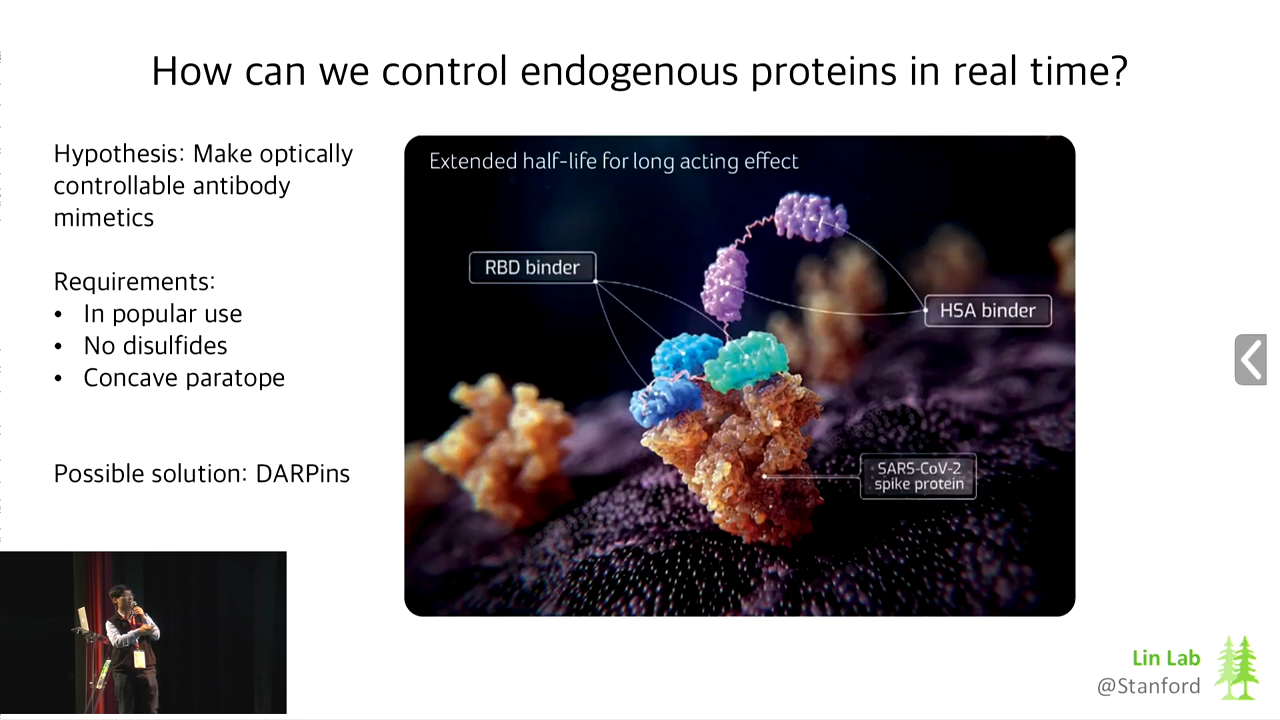 How can we control endogenous proteins in real time?
Hypothesis: Make optically
controllable antibody
mimetics
Requirements:
• In popular use
• No disulfides
• Concave paratope
Possible solution: DARPins
Extended half-life for long acting effect
RBD binder
HSA binder
SARS-CoV-2
spike protein
Lin Lab
@Stanford